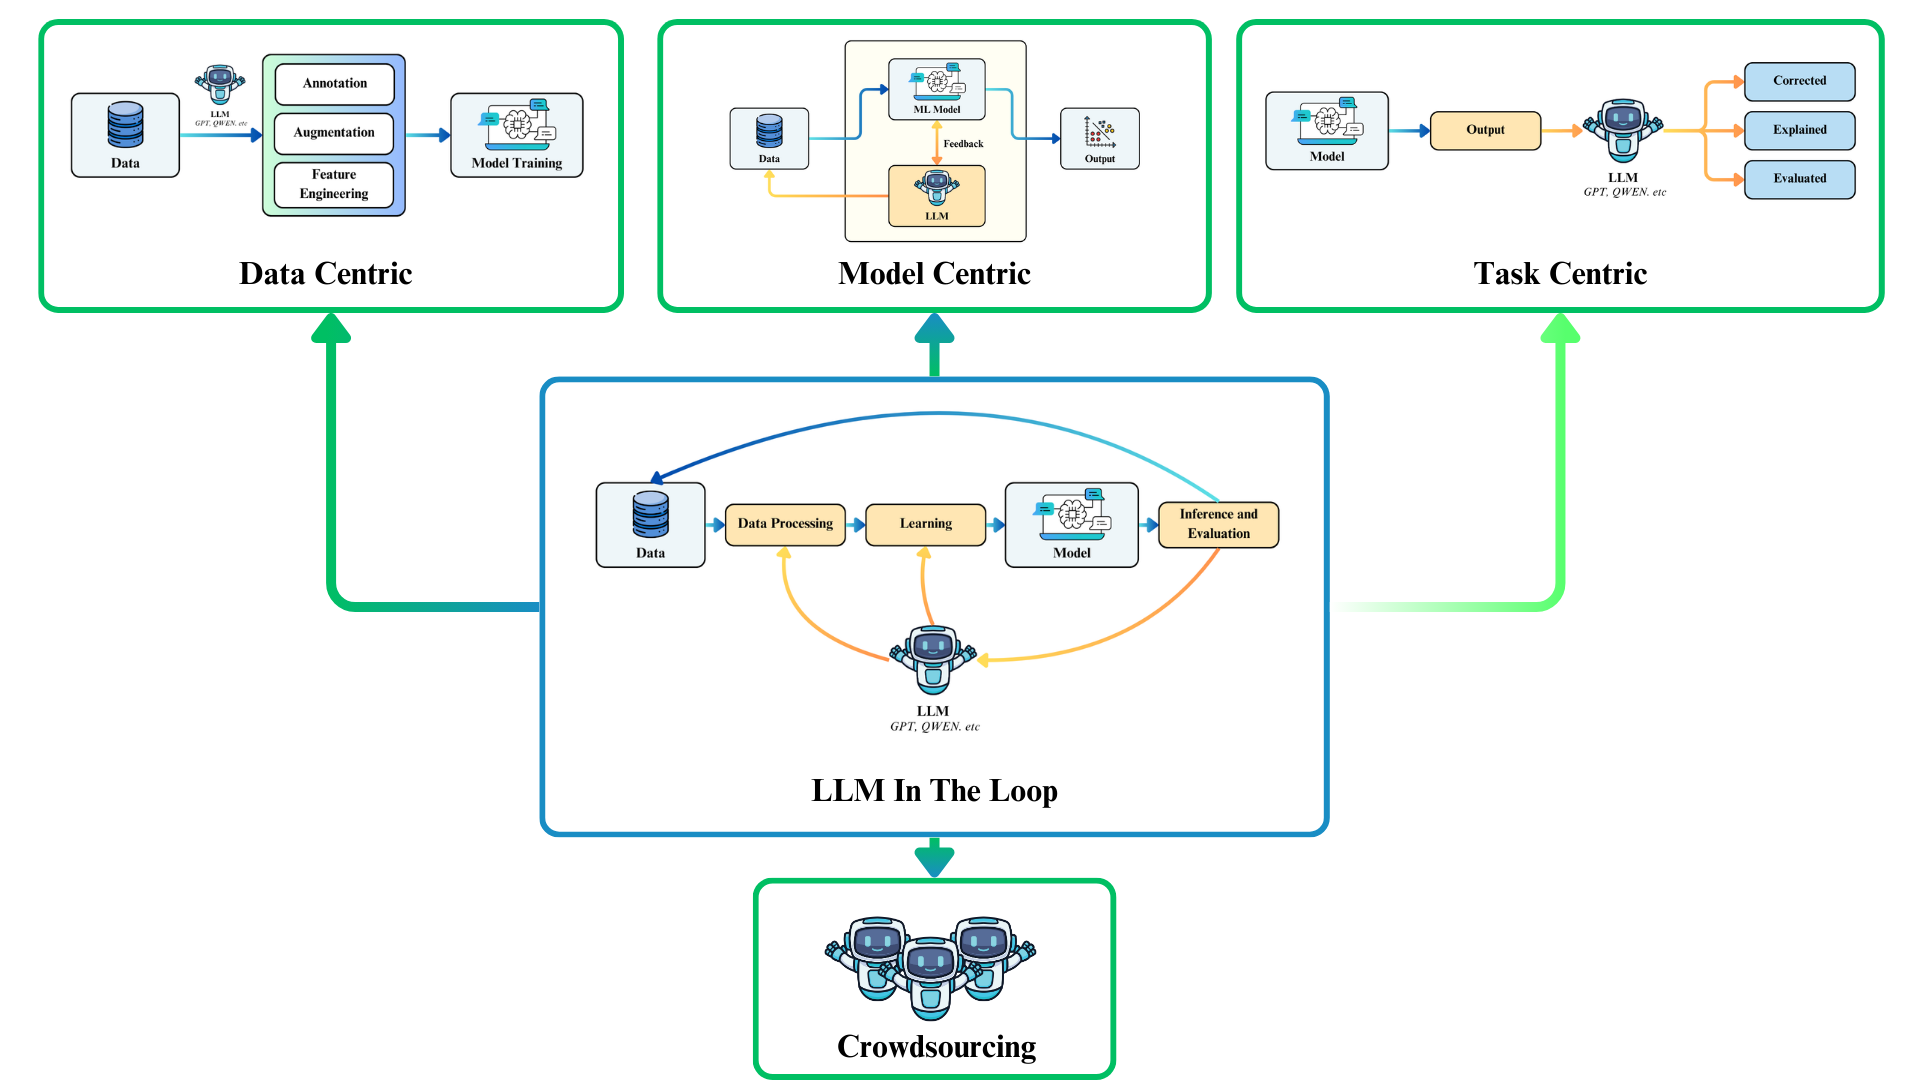 LLM
GPT, QWEN. etc
Data
Annotation
Augmentation
Feature
Engineering
Model Training
Data Centric
ML Model
Data
Feedback
LLM
Output
Model Centric
Model
Output
LLM
GPT, QWEN. etc
Corrected
Explained
Evaluated
Task Centric
Data
Data Processing
Learning
Model
Inference and
Evaluation
LLM
GPT, QWEN. etc
LLM In The Loop
Crowdsourcing